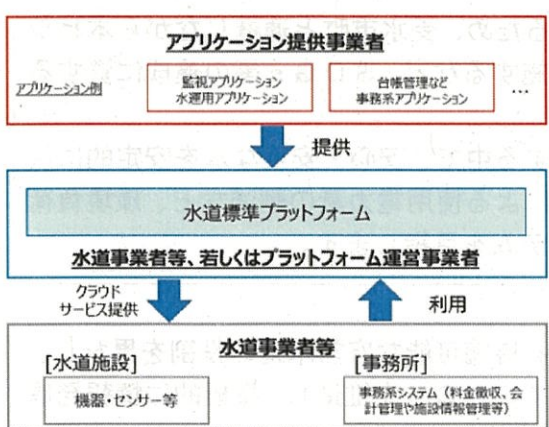 アプリケーション提供事業者
アプリケーション例
監視アプリケーション
水運用アプリケーション
台帳管理など
事務系アプリケーション
…
提供
水道標準プラットフォーム
水道事業者等、若しくはプラットフォーム運営事業者
クラウド
サービス提供
利用
水道事業者等
[水道施設]
機器・センサー等
[事務所]
事務系システム（料金徴収、会
計管理や施設情報管理等）